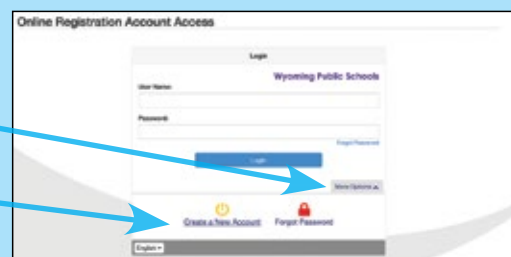 Online Registration Account Access
Login
Wyoming Public Schools
User Name:
Password:
Forgot Password
Login
More Options
Create a New Account Forgot Password
English